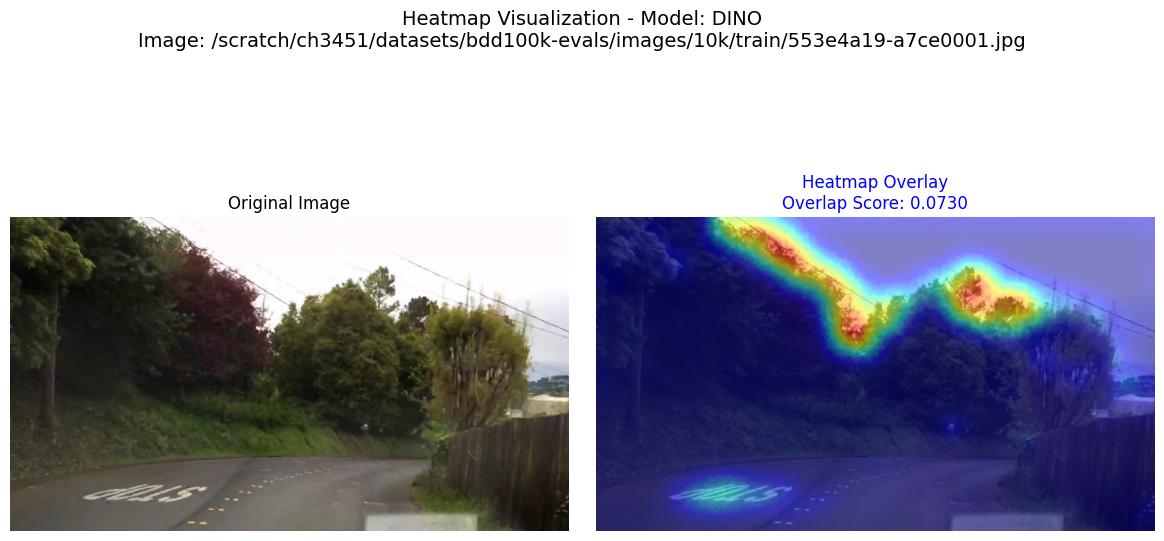 Heatmap Visualization - Model: DINO
Image: /scratch/ch3451/datasets/bdd100k-evals/images/10k/train/553e4a19-a7ce0001.jpg
Original Image
Heatmap Overlay
Overlap Score: 0.0730
STOP
STOP